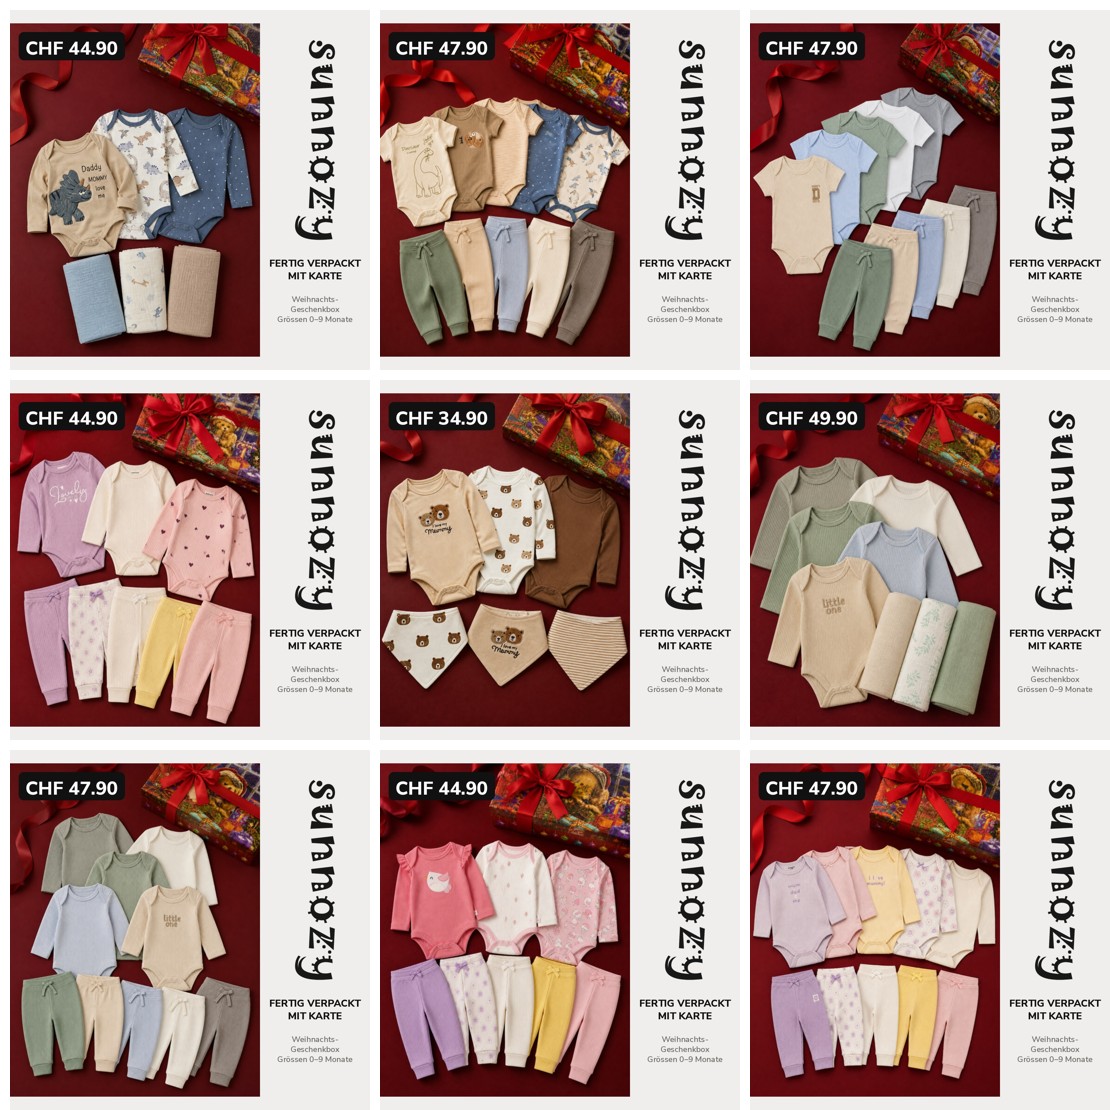 CHF 44.90
Daddy
MOMMY
love
me
sunnozy
FERTIG VERPACKT
MIT KARTE
Weihnachts-
Geschenkbox
Grössen 0–9 Monate
CHF 47.90
sunnozy
FERTIG VERPACKT
MIT KARTE
Weihnachts-
Geschenkbox
Grössen 0–9 Monate
CHF 47.90
sunnozy
FERTIG VERPACKT
MIT KARTE
Weihnachts-
Geschenkbox
Grössen 0–9 Monate
CHF 44.90
Lovely
sunnozy
FERTIG VERPACKT
MIT KARTE
Weihnachts-
Geschenkbox
Grössen 0–9 Monate
CHF 34.90
Mommy
Mommy
sunnozy
FERTIG VERPACKT
MIT KARTE
Weihnachts-
Geschenkbox
Grössen 0–9 Monate
CHF 49.90
little
one
sunnozy
FERTIG VERPACKT
MIT KARTE
Weihnachts-
Geschenkbox
Grössen 0–9 Monate
CHF 47.90
little
one
sunnozy
FERTIG VERPACKT
MIT KARTE
Weihnachts-
Geschenkbox
Grössen 0–9 Monate
CHF 44.90
sunnozy
FERTIG VERPACKT
MIT KARTE
Weihnachts-
Geschenkbox
Grössen 0–9 Monate
CHF 47.90
mom
dad
me
sunnozy
FERTIG VERPACKT
MIT KARTE
Weihnachts-
Geschenkbox
Grössen 0–9 Monate